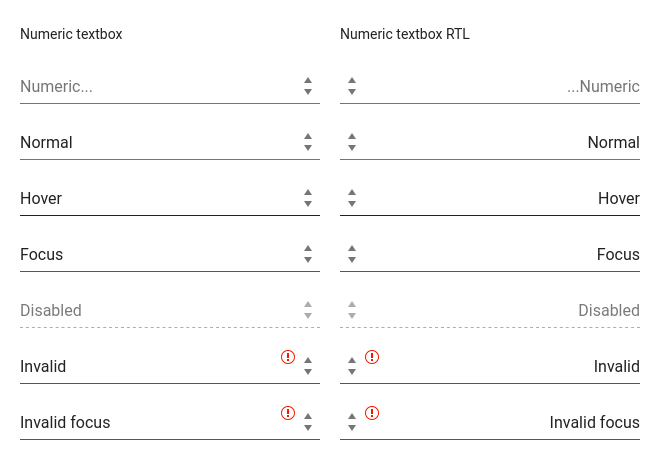 Numeric textbox
Numeric textbox RTL
Numeric...
...Numeric
Normal
Normal
Hover
Hover
Focus
Focus
Disabled
Disabled
Invalid
Invalid
Invalid focus
Invalid focus